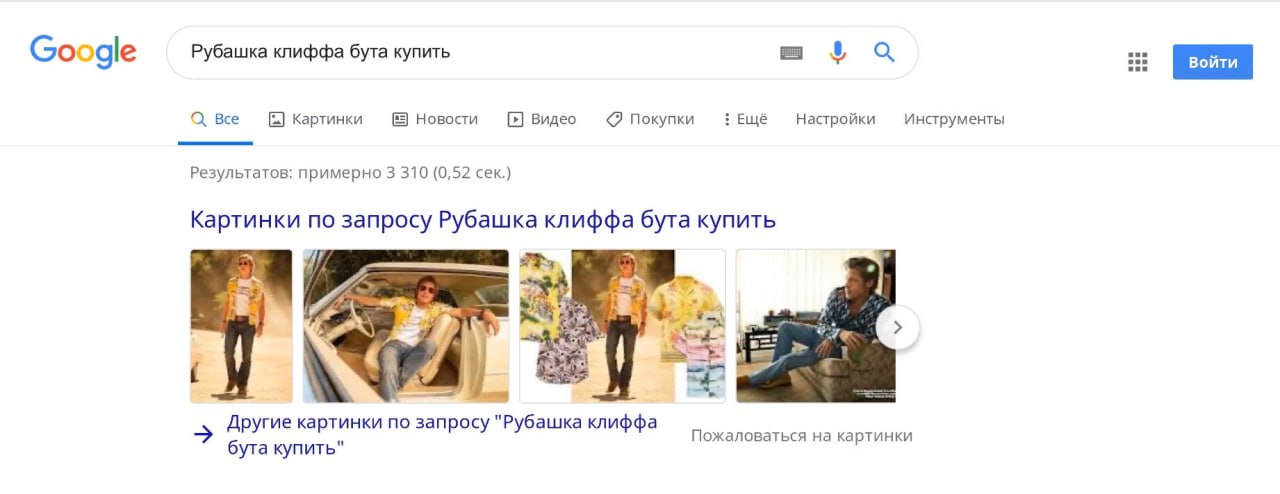 Google
Рубашка клиффа бута купить
Войти
Все
Картинки
Новости
Видео
Покупки
Ещё
Настройки
Инструменты
Результатов: примерно 3 310 (0,52 сек.)
Картинки по запросу Рубашка клиффа бута купить
Другие картинки по запросу "Рубашка клиффа
бута купить"
Пожаловаться на картинки